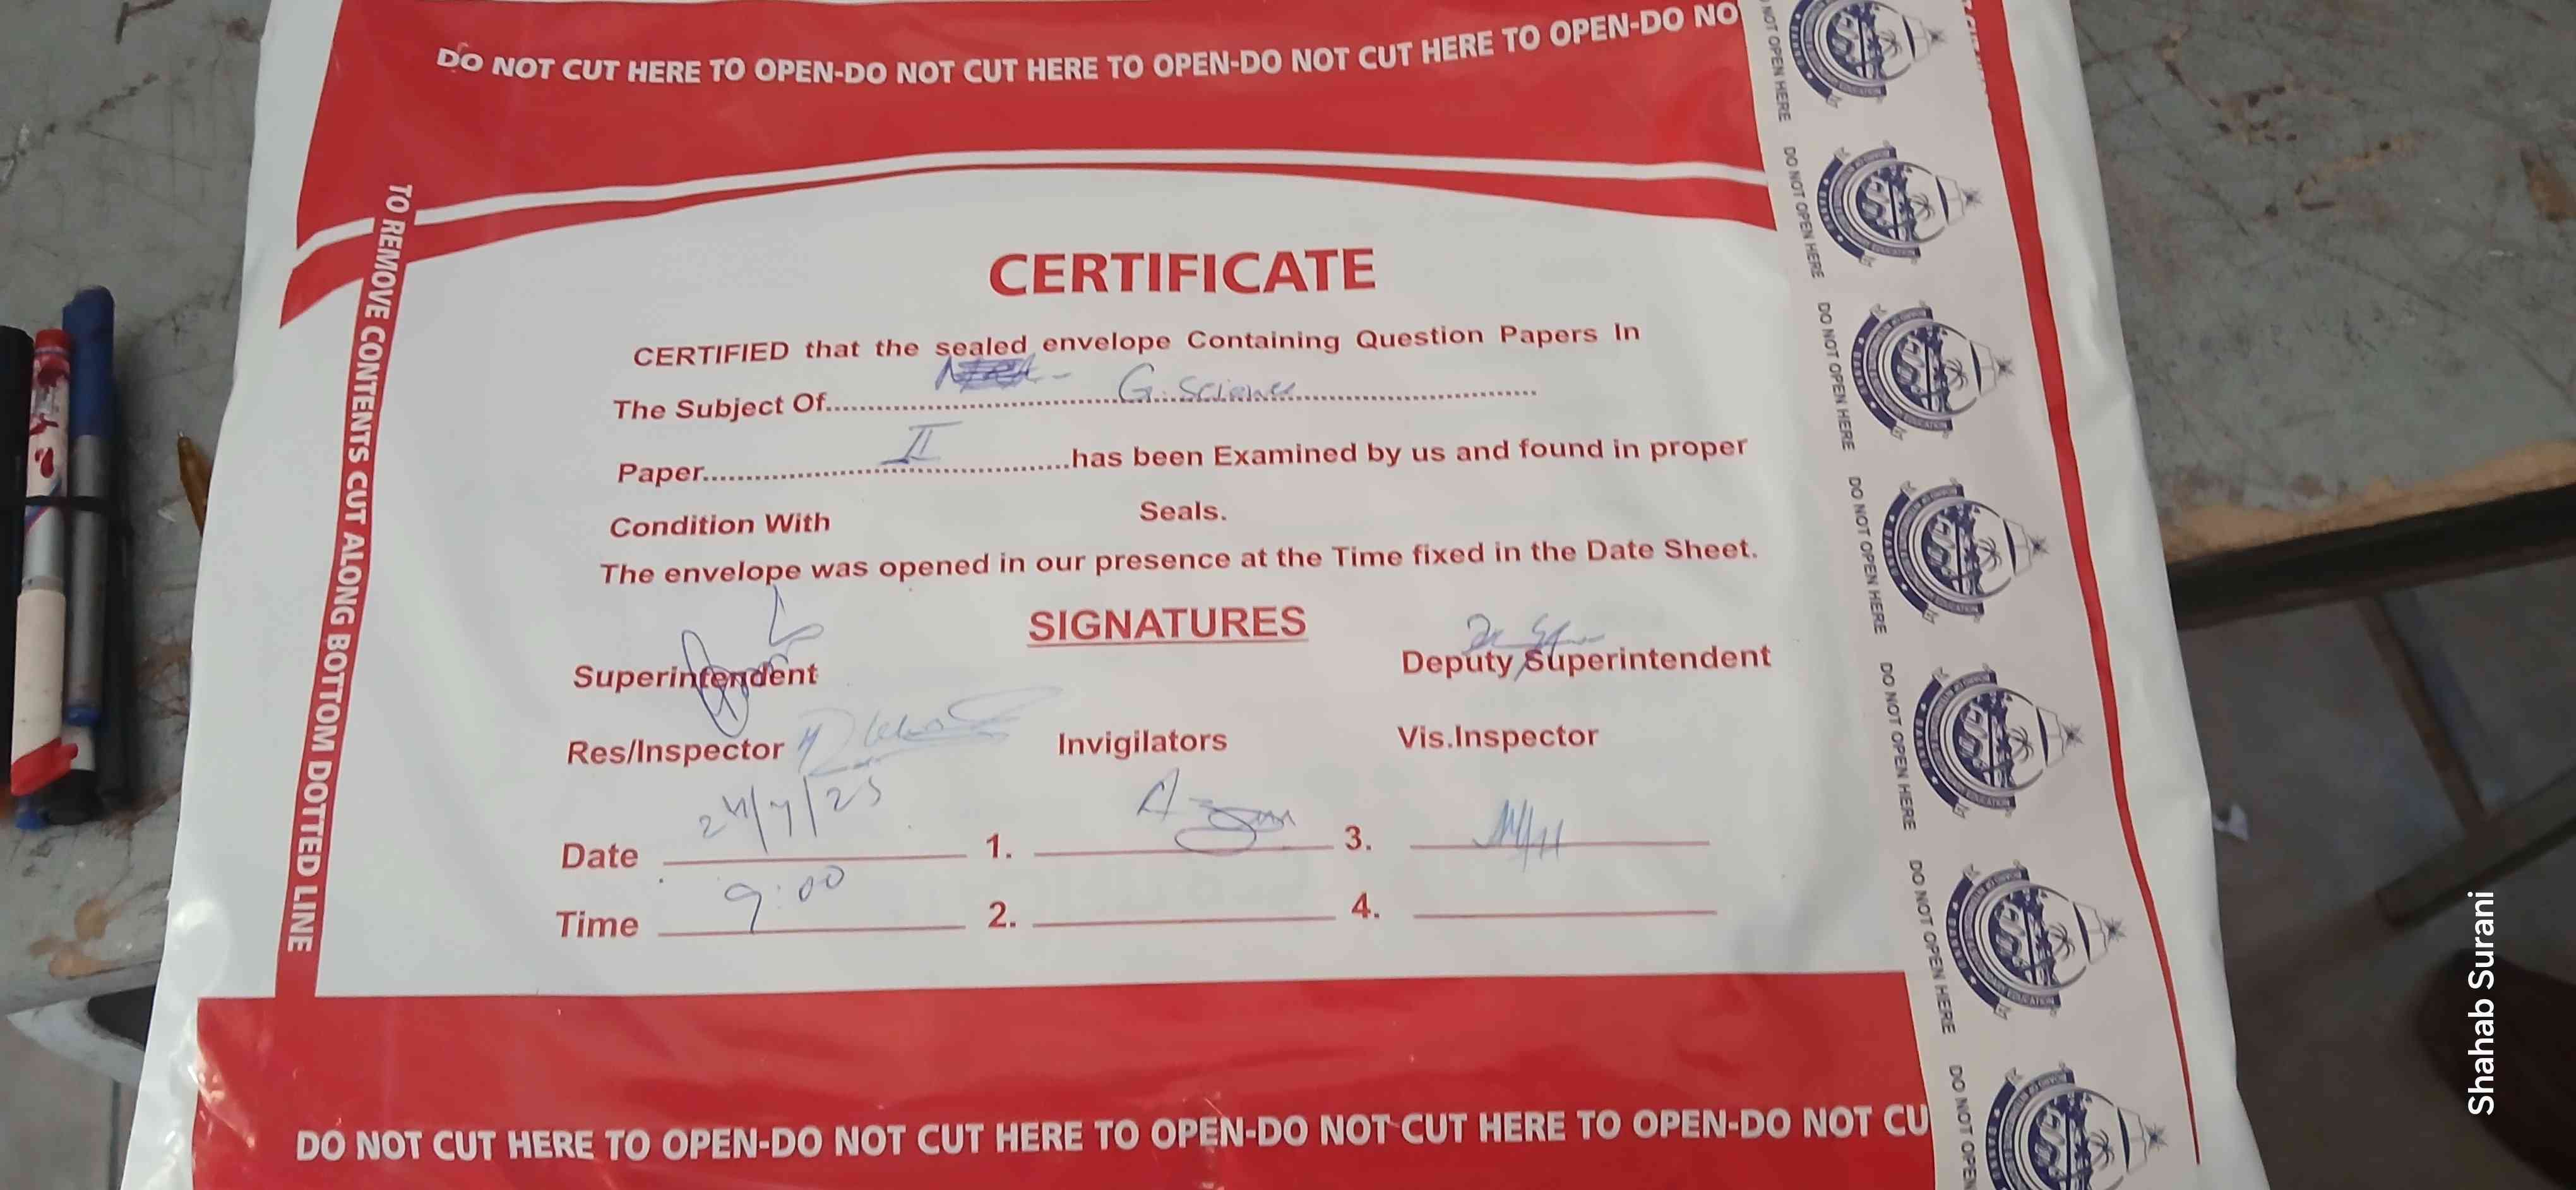 DO NOT CUT HERE TO OPEN-DO NOT CUT HERE TO OPEN-DO NOT CUT HERE TO OPEN-DO NO
TO REMOVE CONTENTS CUT ALONG BOTTOM DOTTED LINE
CERTIFICATE
CERTIFIED that the sealed envelope Containing Question Papers In
The Subject Of.......... G. Science ..........
Paper.......... II ..........has been Examined by us and found in proper
Condition With Seals.
The envelope was opened in our presence at the Time fixed in the Date Sheet.
SIGNATURES
Superintendent Deputy Superintendent
Res/Inspector Invigilators Vis.Inspector
Date 24/7/25 1. 3.
Time 9:00 2. 4.
DO NOT CUT HERE TO OPEN-DO NOT CUT HERE TO OPEN-DO NOT CUT HERE TO OPEN-DO NOT CU
NOT OPEN HERE DO NOT OPEN HERE DO NOT OPEN HERE DO NOT OPEN HERE DO NOT OPEN HERE DO NOT OPEN HERE DO NOT OPEN
Shahab Surani